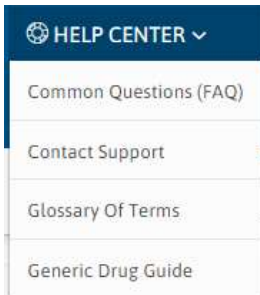 HELP CENTER
Common Questions (FAQ)
Contact Support
Glossary Of Terms
Generic Drug Guide